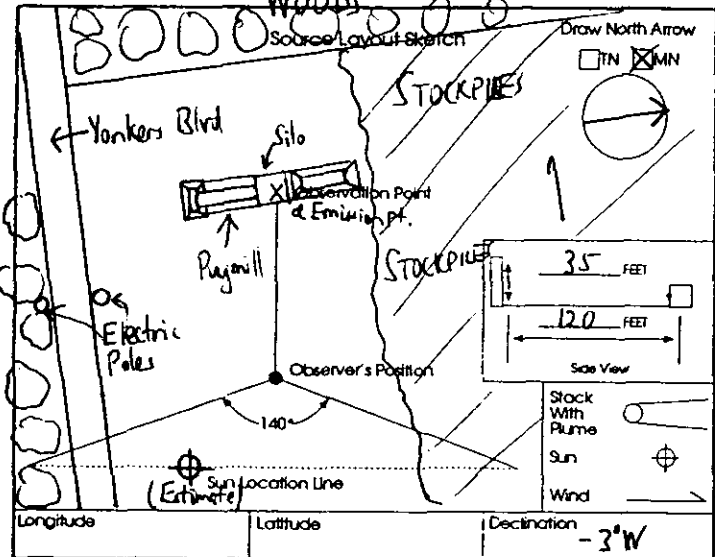 WOODS
Source Layout Sketch
Draw North Arrow
TN MN
STOCKPILES
Yonkers Blvd
Silo
X
Observation Point
& Emission pt.
Pugmill
STOCKPILES
35 FEET
120 FEET
Side View
Electric
Poles
Observer's Position
140°
Sun Location Line
(Estimate)
Stack
With
Plume
Sun
Wind
Longitude
Latitude
Declination
-3°W